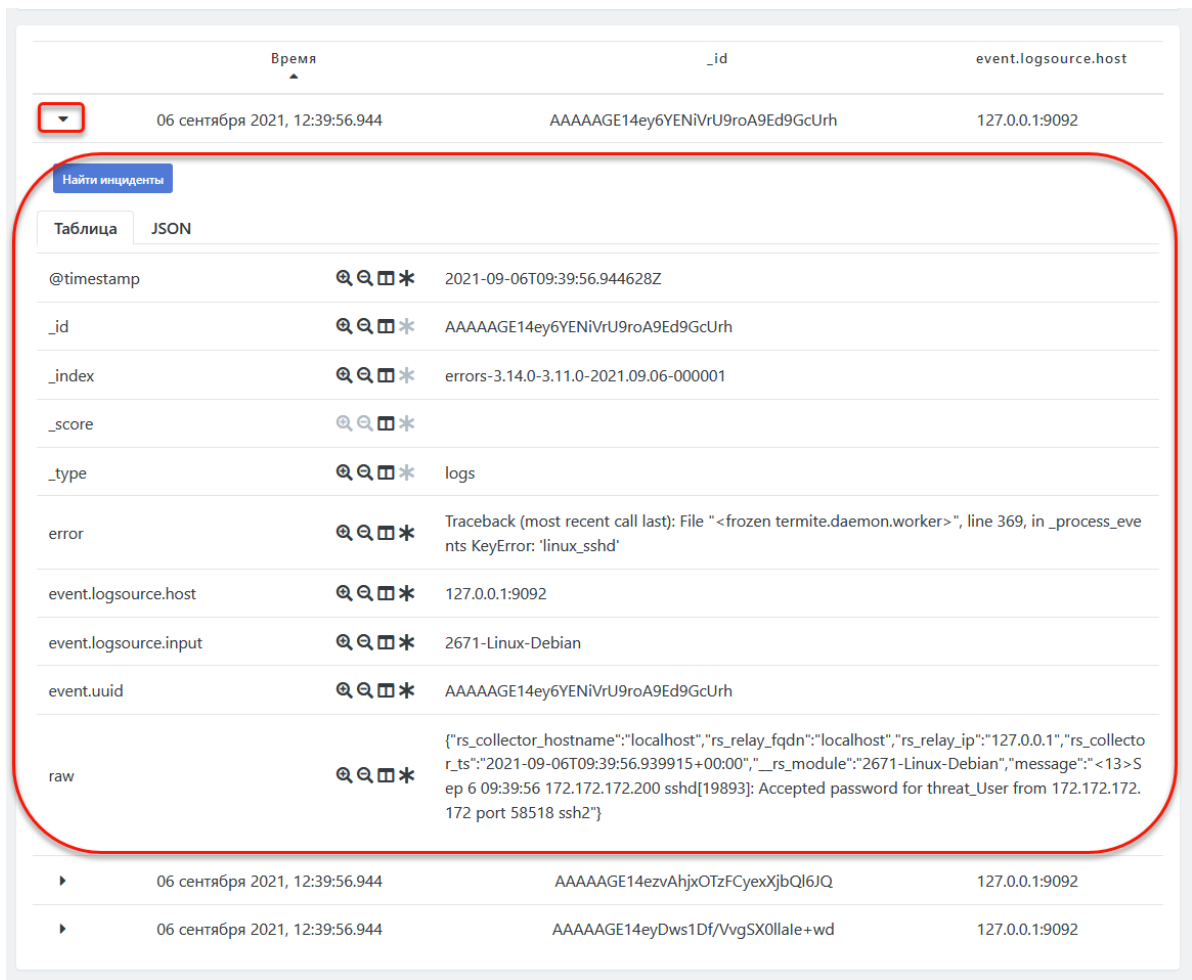 Время _id event.logsource.host
06 сентября 2021, 12:39:56.944 AAAAAGE14ey6YENiVrU9roA9Ed9GcUrh 127.0.0.1:9092
Найти инциденты
Таблица JSON
@timestamp 2021-09-06T09:39:56.944628Z
_id AAAAAGE14ey6YENiVrU9roA9Ed9GcUrh
_index errors-3.14.0-3.11.0-2021.09.06-000001
_score
_type logs
error Traceback (most recent call last): File "<frozen termite.daemon.worker>", line 369, in _process_eve
nts KeyError: 'linux_sshd'
event.logsource.host 127.0.0.1:9092
event.logsource.input 2671-Linux-Debian
event.uuid AAAAAGE14ey6YENiVrU9roA9Ed9GcUrh
raw {"rs_collector_hostname":"localhost","rs_relay_fqdn":"localhost","rs_relay_ip":"127.0.0.1","rs_collecto
r_ts":"2021-09-06T09:39:56.939915+00:00","__rs_module":"2671-Linux-Debian","message":"<13>S
ep 6 09:39:56 172.172.172.200 sshd[19893]: Accepted password for threat_User from 172.172.172.
172 port 58518 ssh2"}
06 сентября 2021, 12:39:56.944 AAAAAGE14ezvAhjxOTzFCyexXjbQl6JQ 127.0.0.1:9092
06 сентября 2021, 12:39:56.944 AAAAAGE14eyDws1Df/VvgSX0llaIe+wd 127.0.0.1:9092